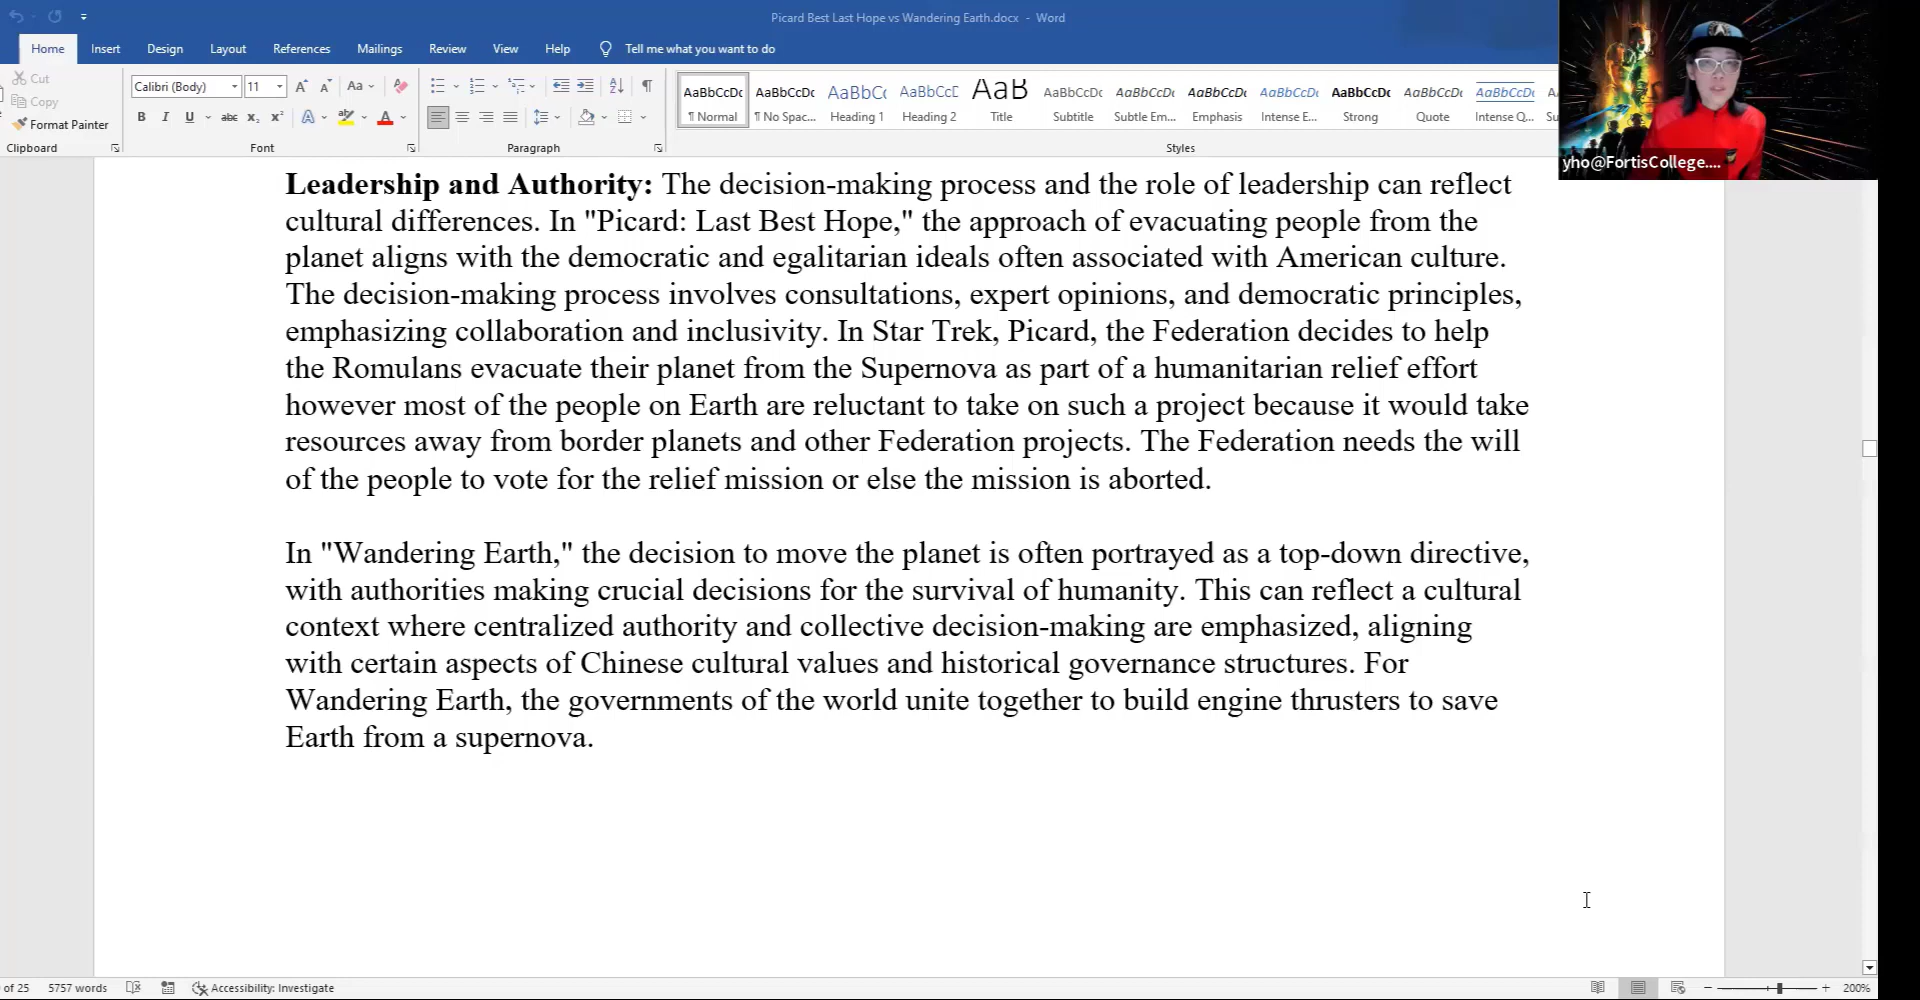 Picard Best Last Hope vs Wandering Earth.docx - Word
Home Insert Design Layout References Mailings Review View Help Tell me what you want to do
Cut
Copy
Format Painter
Calibri (Body) 11
Clipboard Font Paragraph Styles
AaBbCcDc AaBbCcDc AaBbCc AaBbCcD AaB AaBbCcDc AaBbCcDc AaBbCcDc AaBbCcDc AaBbCcDc AaBbCcDc AaBbCcDc
¶ Normal ¶ No Spac... Heading 1 Heading 2 Title Subtitle Subtle Em... Emphasis Intense E... Strong Quote Intense Q... Su
yho@FortisCollege....
Leadership and Authority: The decision-making process and the role of leadership can reflect
cultural differences. In "Picard: Last Best Hope," the approach of evacuating people from the
planet aligns with the democratic and egalitarian ideals often associated with American culture.
The decision-making process involves consultations, expert opinions, and democratic principles,
emphasizing collaboration and inclusivity. In Star Trek, Picard, the Federation decides to help
the Romulans evacuate their planet from the Supernova as part of a humanitarian relief effort
however most of the people on Earth are reluctant to take on such a project because it would take
resources away from border planets and other Federation projects. The Federation needs the will
of the people to vote for the relief mission or else the mission is aborted.
In "Wandering Earth," the decision to move the planet is often portrayed as a top-down directive,
with authorities making crucial decisions for the survival of humanity. This can reflect a cultural
context where centralized authority and collective decision-making are emphasized, aligning
with certain aspects of Chinese cultural values and historical governance structures. For
Wandering Earth, the governments of the world unite together to build engine thrusters to save
Earth from a supernova.
of 25 5757 words Accessibility: Investigate 200%